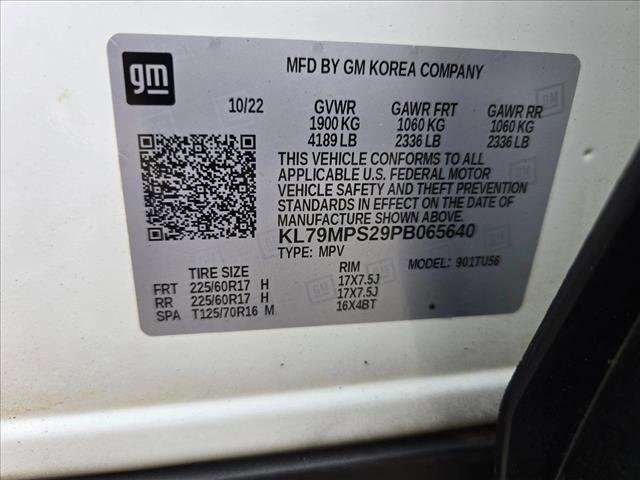 gm
MFD BY GM KOREA COMPANY
10/22 GVWR GAWR FRT GAWR RR
1900 KG 1060 KG 1060 KG
4189 LB 2336 LB 2336 LB
THIS VEHICLE CONFORMS TO ALL
APPLICABLE U.S. FEDERAL MOTOR
VEHICLE SAFETY AND THEFT PREVENTION
STANDARDS IN EFFECT ON THE DATE OF
MANUFACTURE SHOWN ABOVE.
KL79MPS29PB065640
TYPE: MPV MODEL: 901TU56
TIRE SIZE RIM
FRT 225/60R17 H 17X7.5J
RR 225/60R17 H 17X7.5J
SPA T125/70R16 M 16X4BT